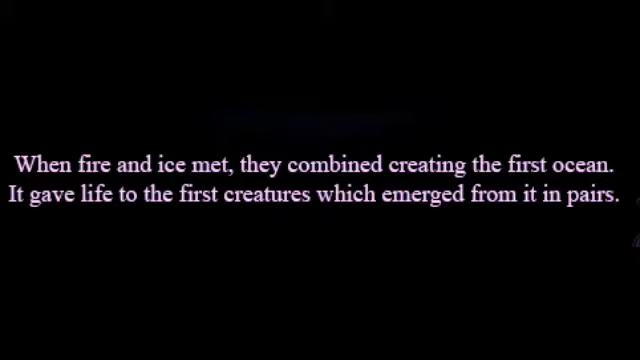 When fire and ice met, they combined creating the first ocean.
It gave life to the first creatures which emerged from it in pairs.